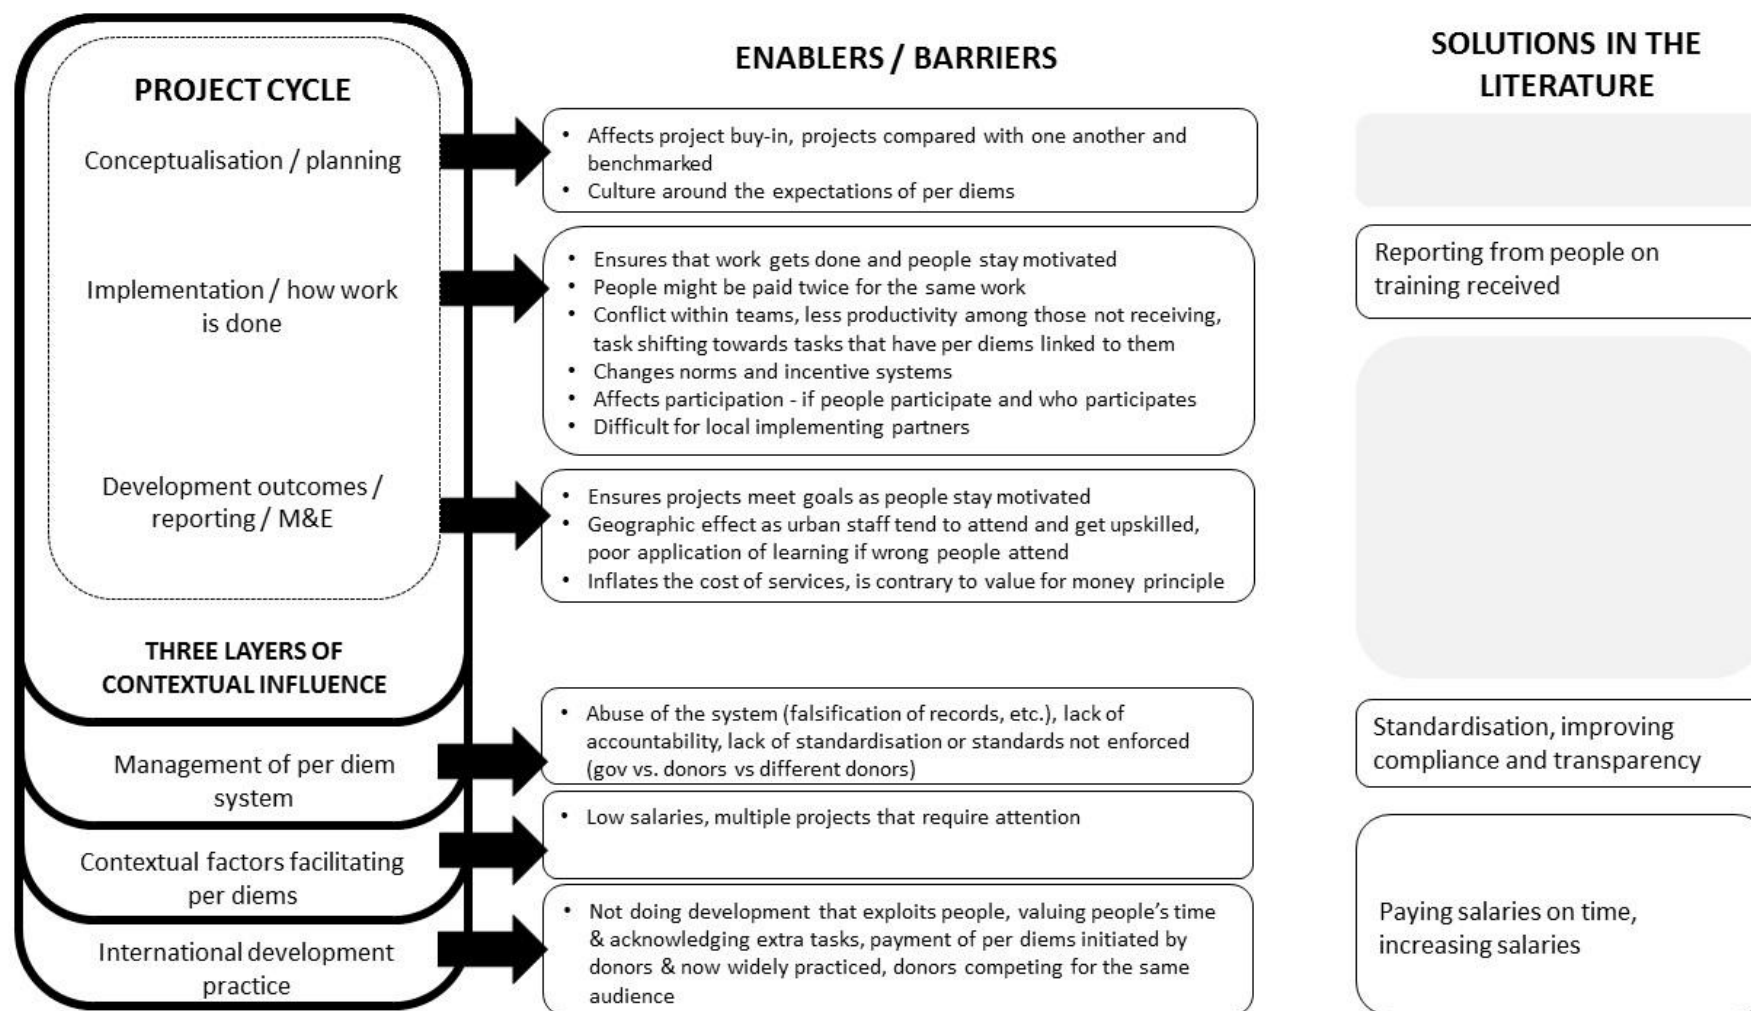 PROJECT CYCLE
Conceptualisation / planning
Implementation / how work
is done
Development outcomes /
reporting / M&E
THREE LAYERS OF
CONTEXTUAL INFLUENCE
Management of per diem
system
Contextual factors facilitating
per diems
International development
practice
ENABLERS / BARRIERS
• Affects project buy-in, projects compared with one another and
benchmarked
• Culture around the expectations of per diems
• Ensures that work gets done and people stay motivated
• People might be paid twice for the same work
• Conflict within teams, less productivity among those not receiving,
task shifting towards tasks that have per diems linked to them
• Changes norms and incentive systems
• Affects participation - if people participate and who participates
• Difficult for local implementing partners
• Ensures projects meet goals as people stay motivated
• Geographic effect as urban staff tend to attend and get upskilled,
poor application of learning if wrong people attend
• Inflates the cost of services, is contrary to value for money principle
• Abuse of the system (falsification of records, etc.), lack of
accountability, lack of standardisation or standards not enforced
(gov vs. donors vs different donors)
• Low salaries, multiple projects that require attention
• Not doing development that exploits people, valuing people's time
& acknowledging extra tasks, payment of per diems initiated by
donors & now widely practiced, donors competing for the same
audience
SOLUTIONS IN THE
LITERATURE
Reporting from people on
training received
Standardisation, improving
compliance and transparency
Paying salaries on time,
increasing salaries